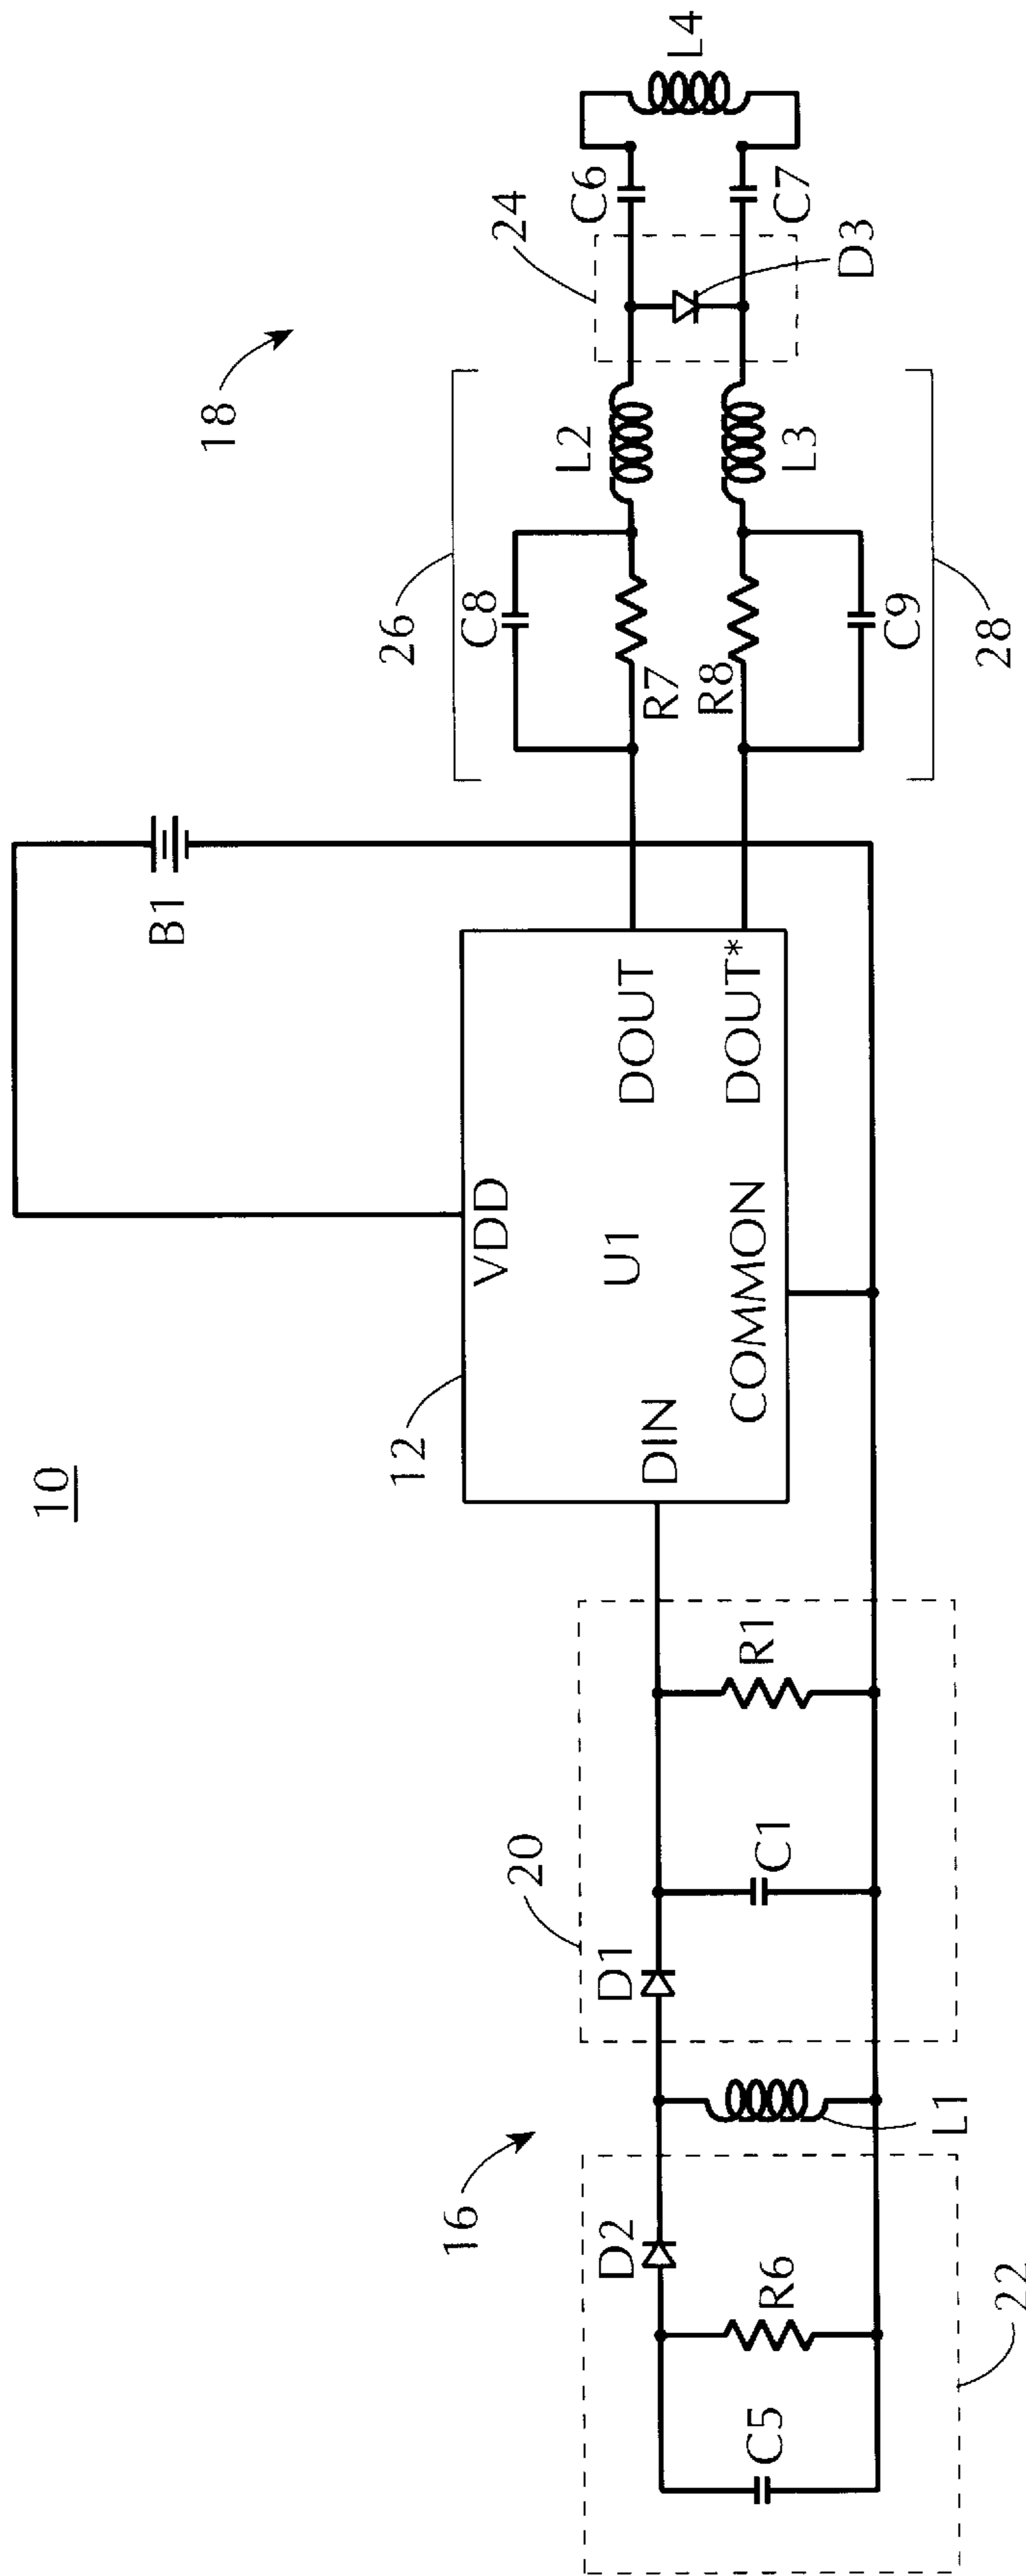 10
18
16
B1
12
VDD
U1
DIN
COMMON
DOUT
DOUT*
22
C5
R6
D2
L1
20
D1
C1
R1
26
C8
R7
L2
R8
L3
C9
28
24
D3
C6
C7
L4